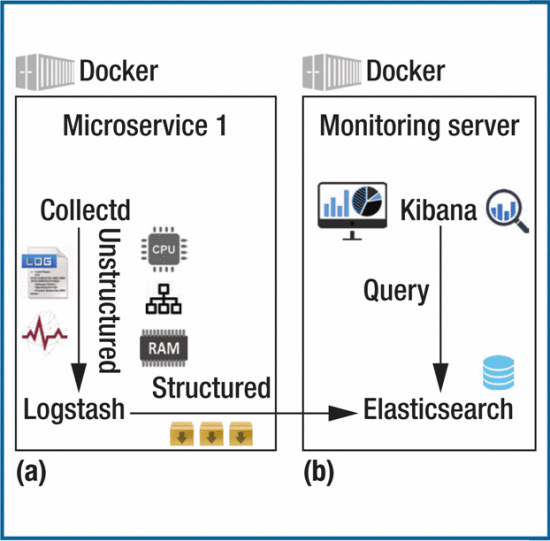 Docker
Microservice 1
Collectd
Unstructured
LOG
CPU
RAM
Structured
Logstash
(a)
Docker
Monitoring server
Kibana
Query
Elasticsearch
(b)